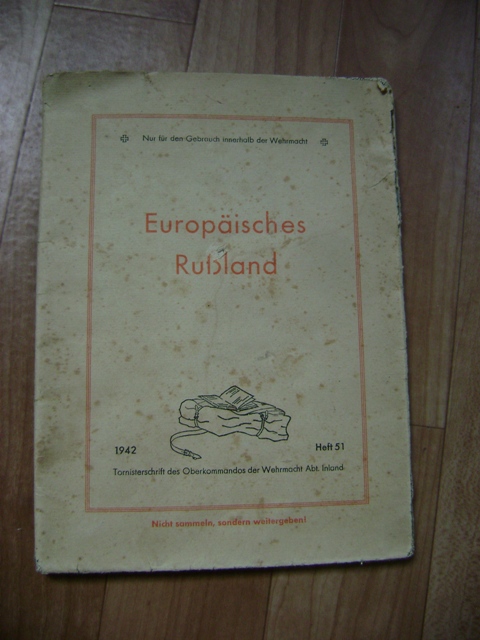 Nur für den Gebrauch innerhalb der Wehrmacht
Europäisches
Rußland
1942 Heft 51
Tornisterschrift des Oberkommandos der Wehrmacht Abt. Inland
Nicht sammeln, sondern weitergeben!